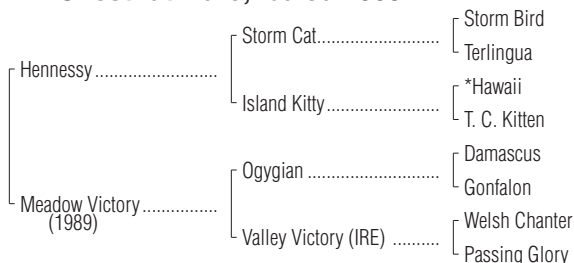 Storm Bird
Storm Cat........................
Terlingua
Hennessy........................
*Hawaii
Island Kitty......................
T. C. Kitten
Damascus
Ogygian..........................
Gonfalon
Meadow Victory...............
(1989)
Welsh Chanter
Valley Victory (IRE)..........
Passing Glory